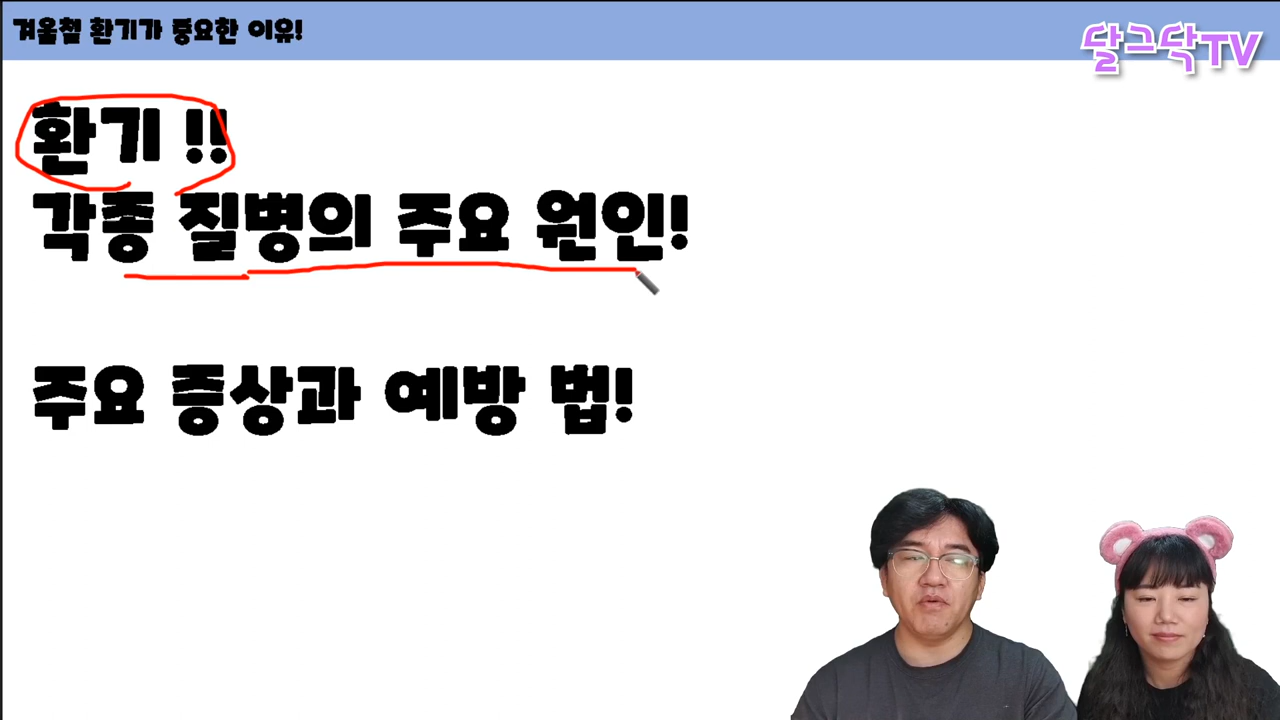 겨울철 환기가 중요한 이유!
달그닥TV
환기 !!
각종 질병의 주요 원인!
주요 증상과 예방 법!